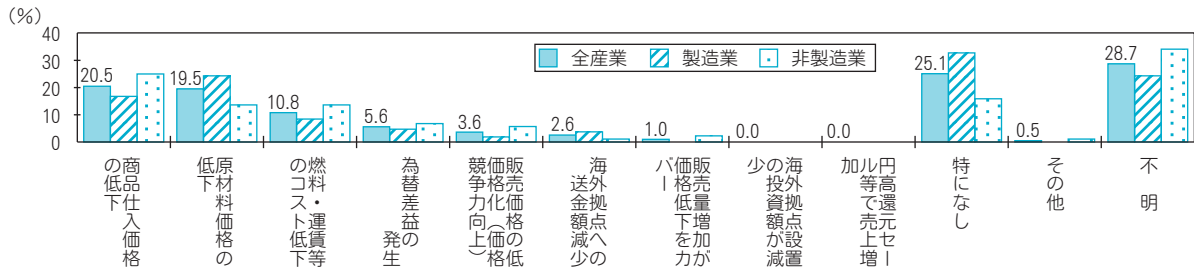 (%)
40
30
20
10
0
全産業
製造業
非製造業
20.5
19.5
10.8
5.6
3.6
2.6
1.0
0.0
0.0
25.1
0.5
28.7
商品仕入価格
の低下
原材料価格の
低下
燃料・運賃等
のコスト低下
為替差益の
発生
販売価格の低
価格化（価格
競争力向上）
海外拠点への
送金額減少
販売量増加が
価格低下をカ
バー
海外拠点設置
の投資額が減
少
円高還元セー
ル等で売上増
加
特になし
その他
不　明